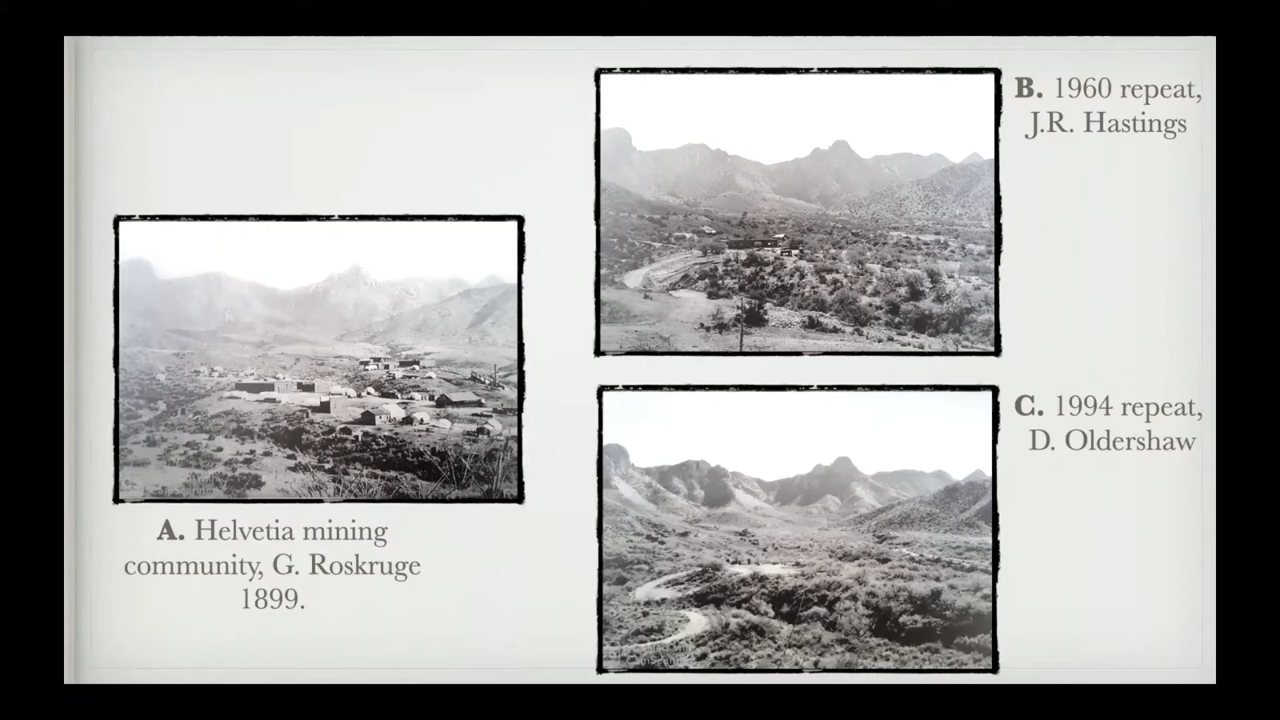 B. 1960 repeat,
J.R. Hastings
A. Helvetia mining
community, G. Roskruge
1899.
C. 1994 repeat,
D. Oldershaw